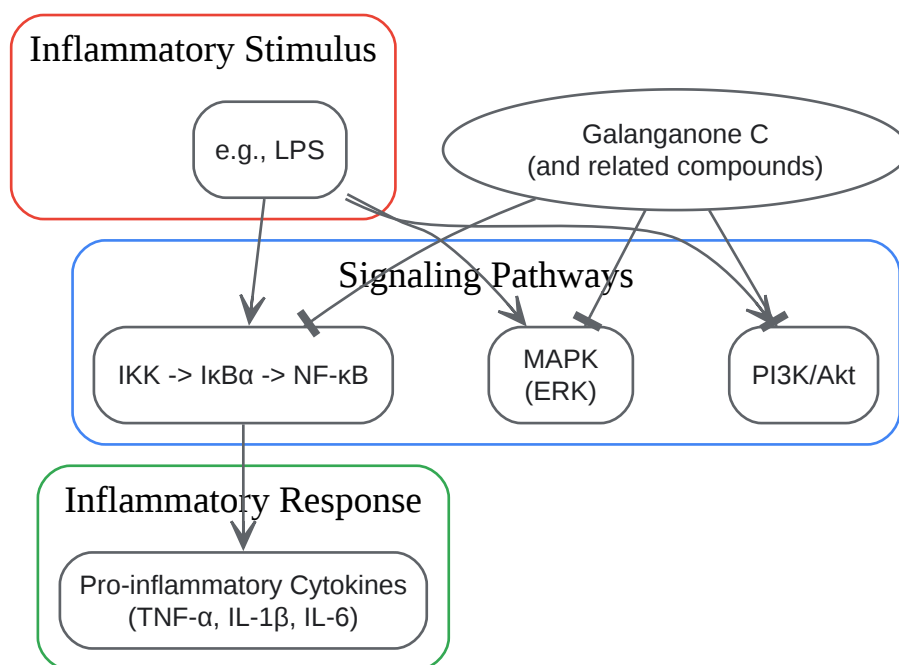 Inflammatory Stimulus
e.g., LPS
Galanganone C
(and related compounds)
Signaling Pathways
IKK -> IκBα -> NF-κB
MAPK
(ERK)
PI3K/Akt
Inflammatory Response
Pro-inflammatory Cytokines
(TNF-α, IL-1β, IL-6)